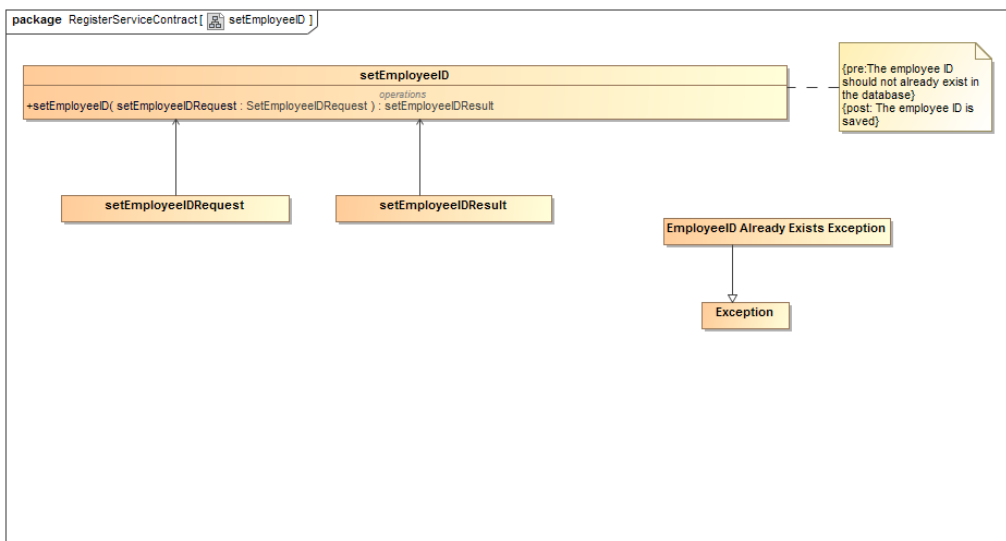 package RegisterServiceContract[ setEmployeeID ]
setEmployeeID
operations
+setEmployeeID( setEmployeeIDRequest : SetEmployeeIDRequest ) : setEmployeeIDResult
{pre:The employee ID
should not already exist in
the database}
{post: The employee ID is
saved}
setEmployeeIDRequest
setEmployeeIDResult
EmployeeID Already Exists Exception
Exception